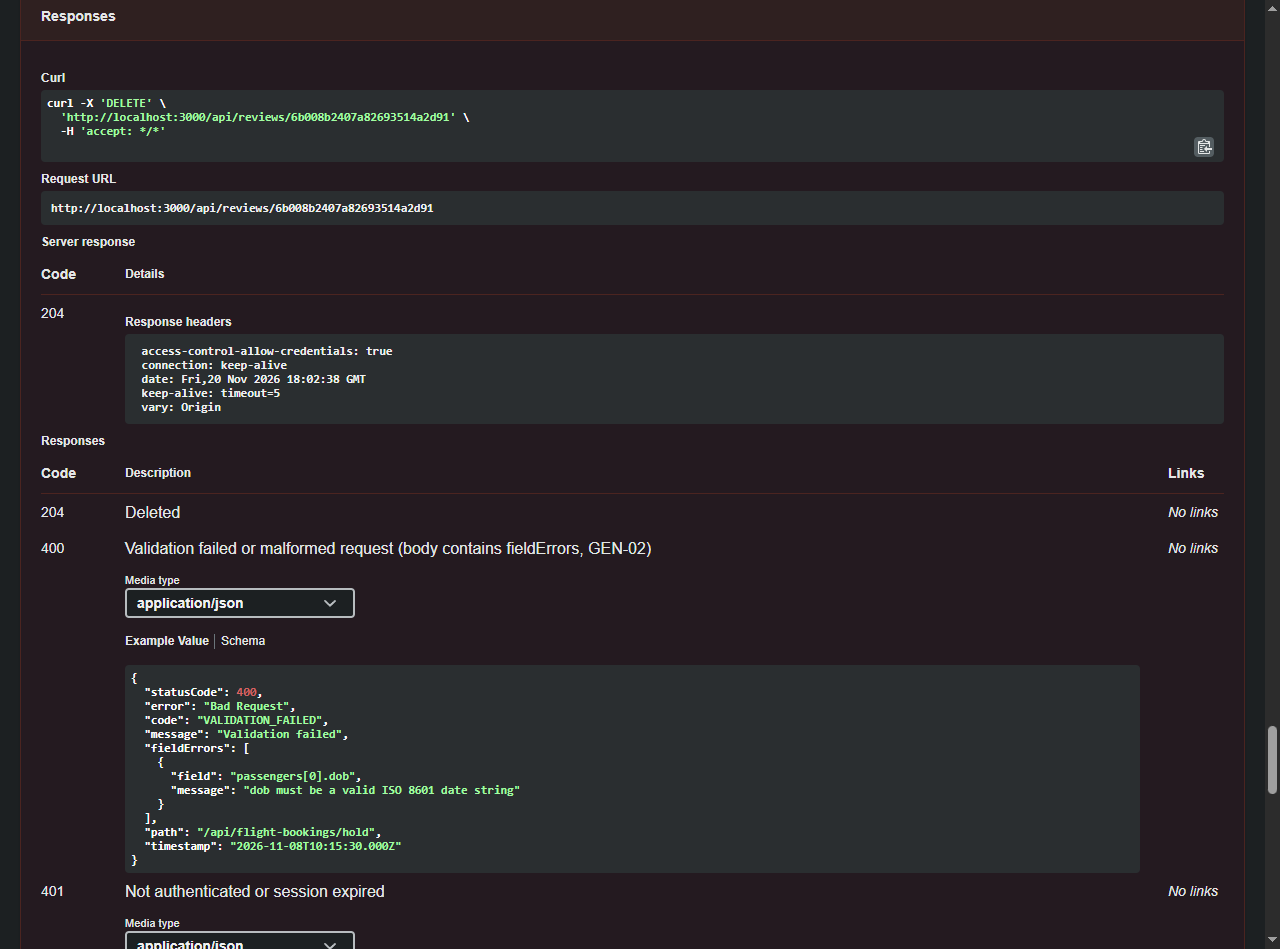 Responses
Curl
curl -X 'DELETE' \
  'http://localhost:3000/api/reviews/6b008b2407a82693514a2d91' \
  -H 'accept: */*'
Request URL
http://localhost:3000/api/reviews/6b008b2407a82693514a2d91
Server response
Code Details
204
Response headers
access-control-allow-credentials: true
connection: keep-alive
date: Fri,20 Nov 2026 18:02:38 GMT
keep-alive: timeout=5
vary: Origin
Responses
Code Description Links
204 Deleted No links
400 Validation failed or malformed request (body contains fieldErrors, GEN-02) No links
Media type
application/json
Example Value Schema
{
  "statusCode": 400,
  "error": "Bad Request",
  "code": "VALIDATION_FAILED",
  "message": "Validation failed",
  "fieldErrors": [
    {
      "field": "passengers[0].dob",
      "message": "dob must be a valid ISO 8601 date string"
    }
  ],
  "path": "/api/flight-bookings/hold",
  "timestamp": "2026-11-08T10:15:30.000Z"
}
401 Not authenticated or session expired No links
Media type
application/json